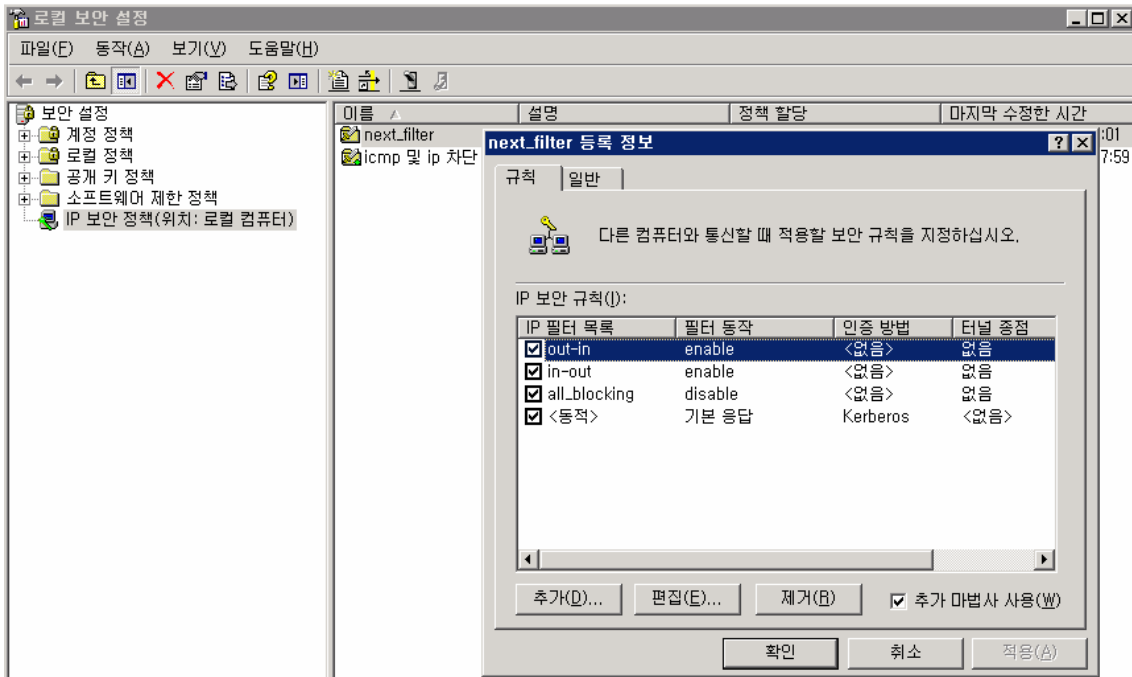 로컬 보안 설정
파일(F) 동작(A) 보기(V) 도움말(H)
보안 설정
계정 정책
로컬 정책
공개 키 정책
소프트웨어 제한 정책
IP 보안 정책(위치: 로컬 컴퓨터)
이름 설명 정책 할당 마지막 수정한 시간
next_filter :01
icmp 및 ip 차단 7:59
next_filter 등록 정보
규칙 일반
다른 컴퓨터와 통신할 때 적용할 보안 규칙을 지정하십시오.
IP 보안 규칙(I):
IP 필터 목록 필터 동작 인증 방법 터널 종점
out-in enable <없음> 없음
in-out enable <없음> 없음
all_blocking disable <없음> 없음
<동적> 기본 응답 Kerberos <없음>
추가(D)... 편집(E)... 제거(R) 추가 마법사 사용(W)
확인 취소 적용(A)